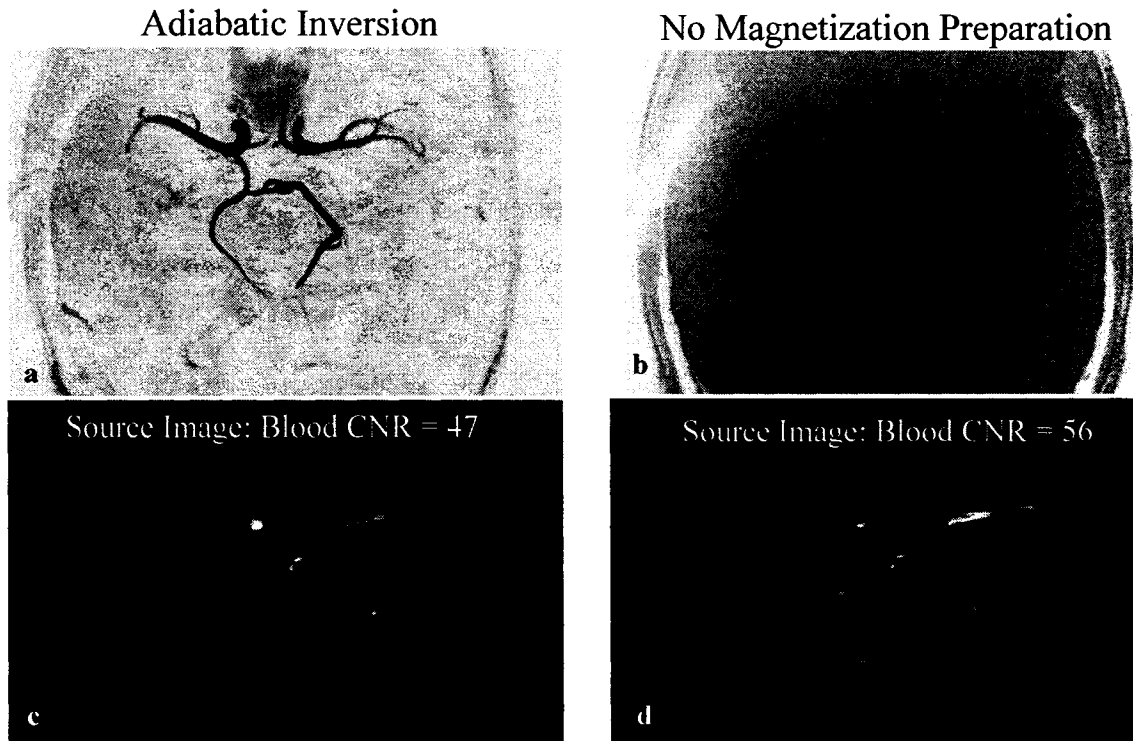 Adiabatic Inversion
No Magnetization Preparation
a
b
Source Image: Blood CNR = 47
Source Image: Blood CNR = 56
c
d